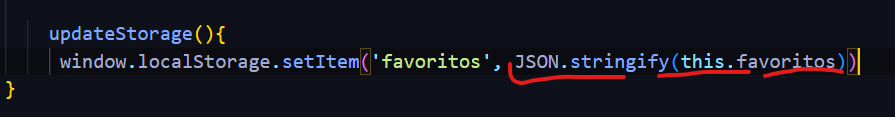 updateStorage(){
window.localStorage.setItem('favoritos', JSON.stringify(this.favoritos))
}